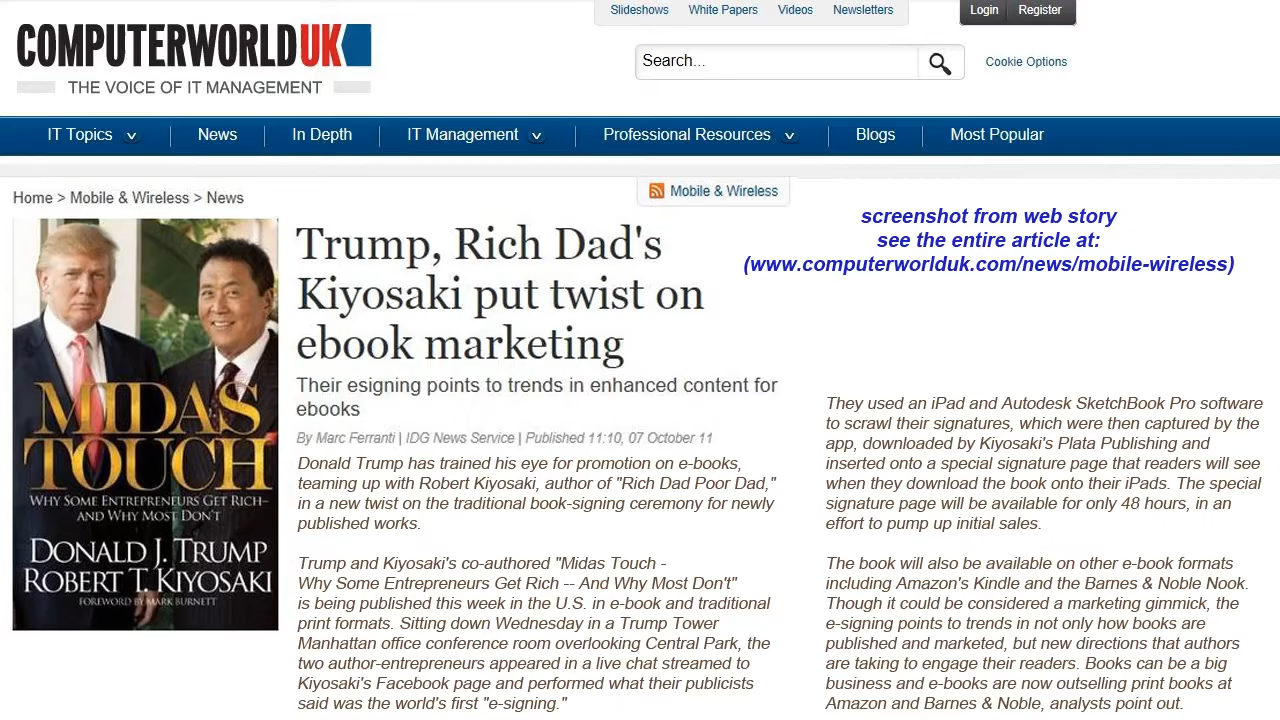 Slideshows White Papers Videos Newsletters
Login Register
COMPUTERWORLDUK
THE VOICE OF IT MANAGEMENT
Search...
Cookie Options
IT Topics News In Depth IT Management Professional Resources Blogs Most Popular
Home > Mobile & Wireless > News
Mobile & Wireless
screenshot from web story
see the entire article at:
(www.computerworlduk.com/news/mobile-wireless)
MIDAS
TOUCH
WHY SOME ENTREPRENEURS GET RICH–
AND WHY MOST DON'T
DONALD J. TRUMP
ROBERT T. KIYOSAKI
FOREWORD BY MARK BURNETT
Trump, Rich Dad's
Kiyosaki put twist on
ebook marketing
Their esigning points to trends in enhanced content for
ebooks
By Marc Ferranti | IDG News Service | Published 11:10, 07 October 11
Donald Trump has trained his eye for promotion on e-books,
teaming up with Robert Kiyosaki, author of "Rich Dad Poor Dad,"
in a new twist on the traditional book-signing ceremony for newly
published works.
Trump and Kiyosaki's co-authored "Midas Touch -
Why Some Entrepreneurs Get Rich -- And Why Most Don't"
is being published this week in the U.S. in e-book and traditional
print formats. Sitting down Wednesday in a Trump Tower
Manhattan office conference room overlooking Central Park, the
two author-entrepreneurs appeared in a live chat streamed to
Kiyosaki's Facebook page and performed what their publicists
said was the world's first "e-signing."
They used an iPad and Autodesk SketchBook Pro software
to scrawl their signatures, which were then captured by the
app, downloaded by Kiyosaki's Plata Publishing and
inserted onto a special signature page that readers will see
when they download the book onto their iPads. The special
signature page will be available for only 48 hours, in an
effort to pump up initial sales.
The book will also be available on other e-book formats
including Amazon's Kindle and the Barnes & Noble Nook.
Though it could be considered a marketing gimmick, the
e-signing points to trends in not only how books are
published and marketed, but new directions that authors
are taking to engage their readers. Books can be a big
business and e-books are now outselling print books at
Amazon and Barnes & Noble, analysts point out.